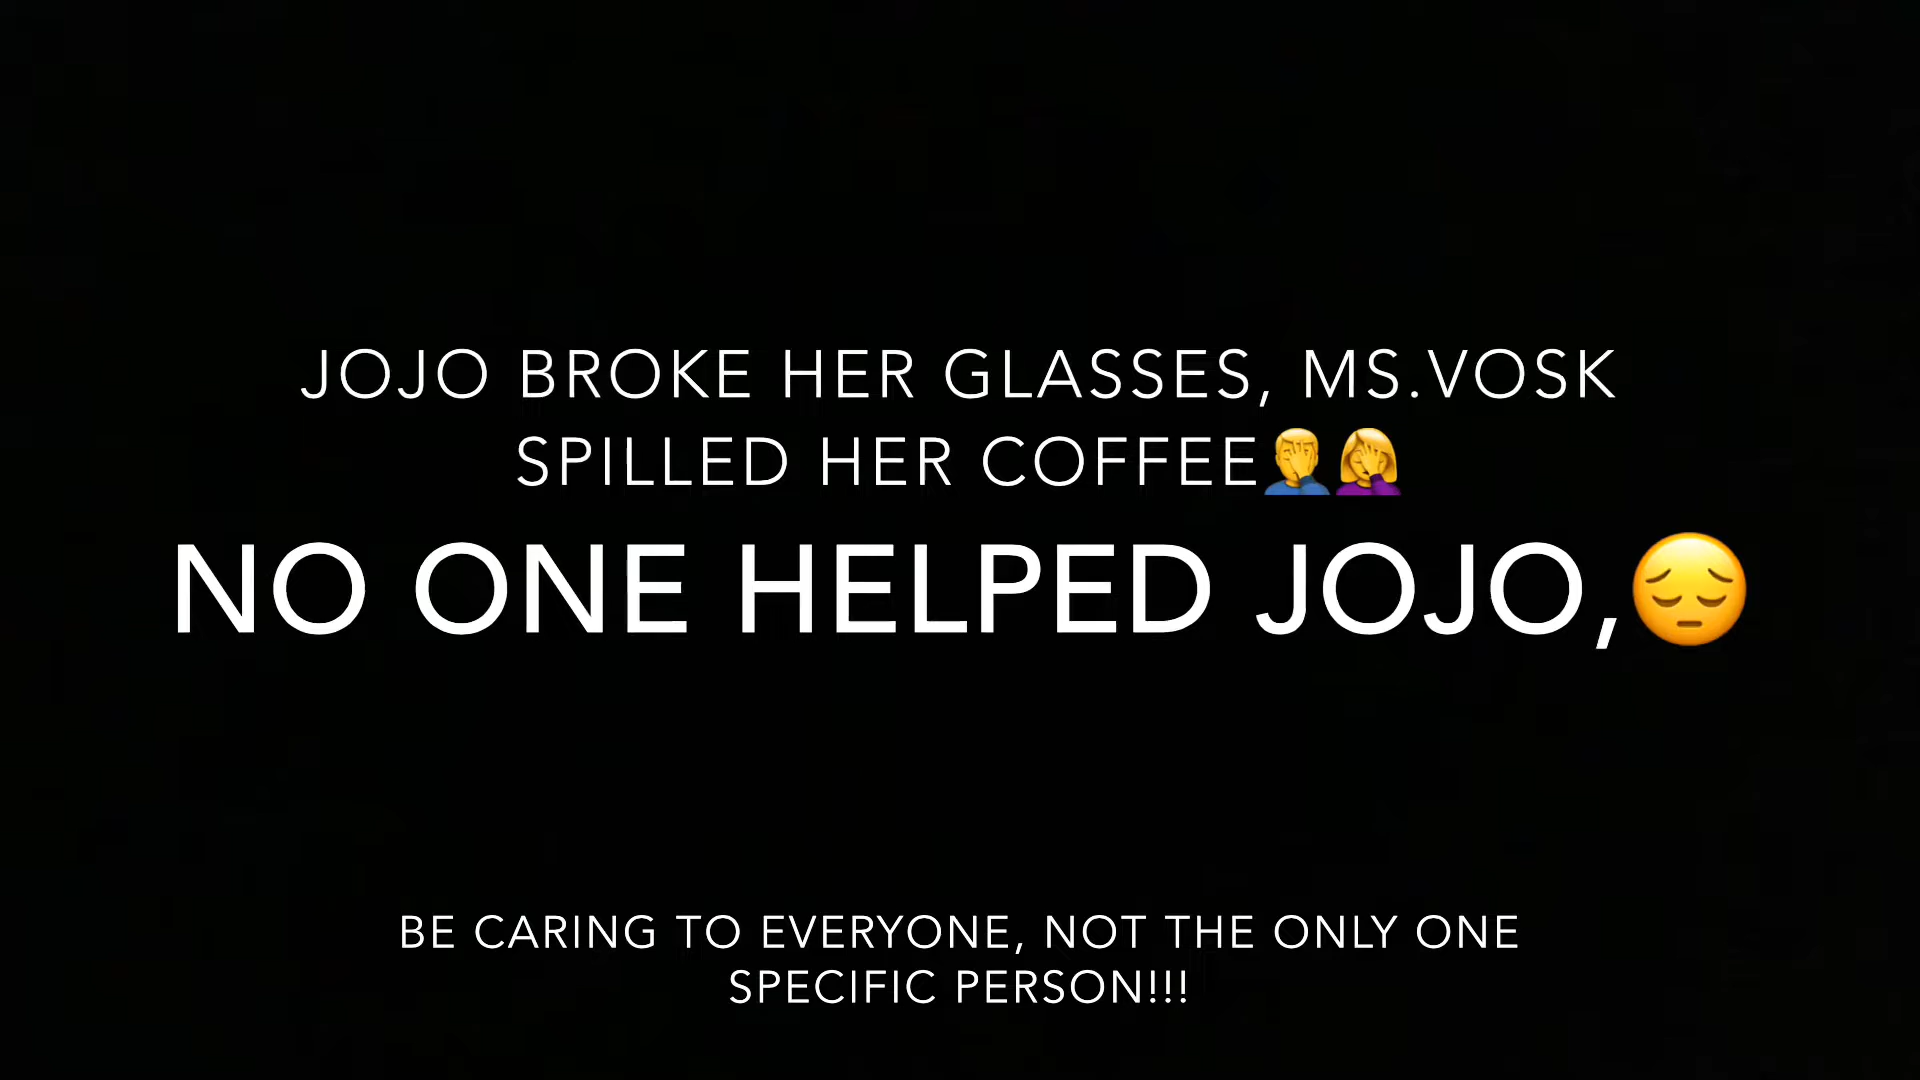 JOJO BROKE HER GLASSES, MS.VOSK
SPILLED HER COFFEE🤦‍♂️🤦‍♀️
NO ONE HELPED JOJO,😔
BE CARING TO EVERYONE, NOT THE ONLY ONE
SPECIFIC PERSON!!!